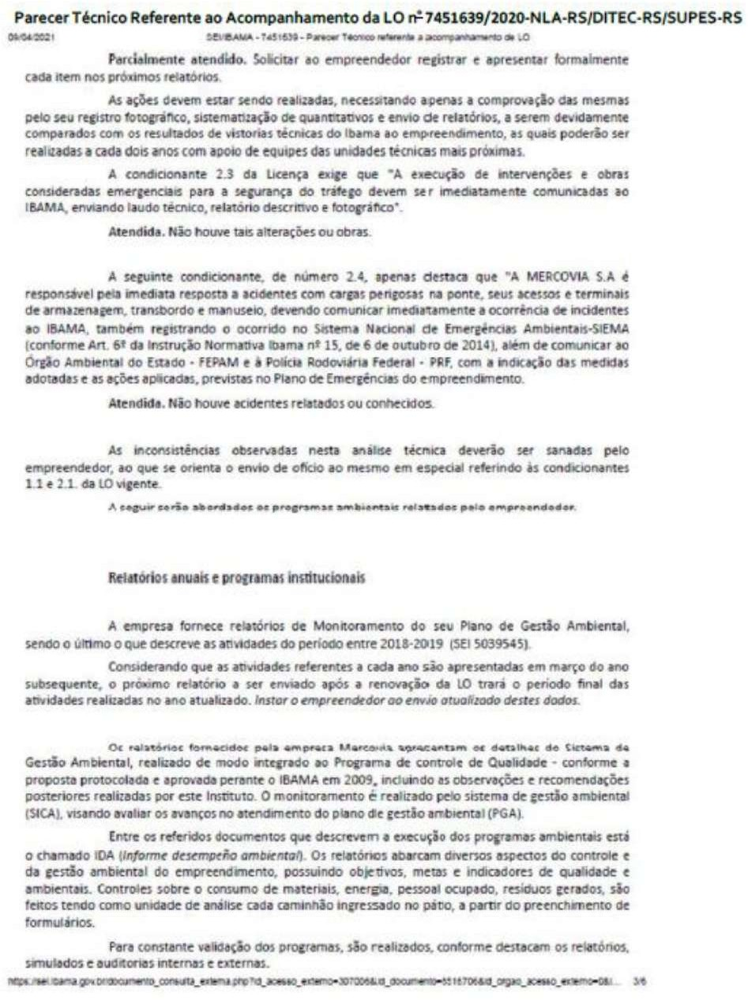 Parecer Técnico Referente ao Acompanhamento da LO nº 7451639/2020-NLA-RS/DITEC-RS/SUPES-RS
09/04/2021 SEI/IBAMA - 7451639 - Parecer Técnico referente a acompanhamento de LO
Parcialmente atendido. Solicitar ao empreendedor registrar e apresentar formalmente
cada item nos próximos relatórios.
As ações devem estar sendo realizadas, necessitando apenas a comprovação das mesmas
pelo seu registro fotográfico, sistematização de quantitativos e envio de relatórios, a serem devidamente
comparados com os resultados de vistorias técnicas do Ibama ao empreendimento, as quais poderão ser
realizadas a cada dois anos com apoio de equipes das unidades técnicas mais próximas.
A condicionante 2.3 da Licença exige que "A execução de intervenções e obras
consideradas emergenciais para a segurança do tráfego devem ser imediatamente comunicadas ao
IBAMA, enviando laudo técnico, relatório descritivo e fotográfico".
Atendida. Não houve tais alterações ou obras.
A seguinte condicionante, de número 2.4, apenas destaca que "A MERCOVIA S.A é
responsável pela imediata resposta a acidentes com cargas perigosas na ponte, seus acessos e terminais
de armazenagem, transbordo e manuseio, devendo comunicar imediatamente a ocorrência de incidentes
ao IBAMA, também registrando o ocorrido no Sistema Nacional de Emergências Ambientais-SIEMA
(conforme Art. 6º da Instrução Normativa Ibama nº 15, de 6 de outubro de 2014), além de comunicar ao
Órgão Ambiental do Estado - FEPAM e à Polícia Rodoviária Federal - PRF, com a indicação das medidas
adotadas e as ações aplicadas, previstas no Plano de Emergências do empreendimento.
Atendida. Não houve acidentes relatados ou conhecidos.
As inconsistências observadas nesta análise técnica deverão ser sanadas pelo
empreendedor, ao que se orienta o envio de ofício ao mesmo em especial referindo às condicionantes
1.1 e 2.1. da LO vigente.
A seguir serão abordados os programas ambientais relatados pelo empreendedor.
Relatórios anuais e programas institucionais
A empresa fornece relatórios de Monitoramento do seu Plano de Gestão Ambiental,
sendo o último o que descreve as atividades do período entre 2018-2019 (SEI 5039545).
Considerando que as atividades referentes a cada ano são apresentadas em março do ano
subsequente, o próximo relatório a ser enviado após a renovação da LO trará o período final das
atividades realizadas no ano atualizado. Instar o empreendedor ao envio atualizado destes dados.
Os relatórios fornecidos pela empresa Mercovia apresentam os detalhes do Sistema de
Gestão Ambiental, realizado de modo integrado ao Programa de controle de Qualidade - conforme a
proposta protocolada e aprovada perante o IBAMA em 2009, incluindo as observações e recomendações
posteriores realizadas por este Instituto. O monitoramento é realizado pelo sistema de gestão ambiental
(SICA), visando avaliar os avanços no atendimento do plano de gestão ambiental (PGA).
Entre os referidos documentos que descrevem a execução dos programas ambientais está
o chamado IDA (Informe desempeño ambiental). Os relatórios abarcam diversos aspectos do controle e
da gestão ambiental do empreendimento, possuindo objetivos, metas e indicadores de qualidade e
ambientais. Controles sobre o consumo de materiais, energia, pessoal ocupado, resíduos gerados, são
feitos tendo como unidade de análise cada caminhão ingressado no pátio, a partir do preenchimento de
formulários.
Para constante validação dos programas, são realizados, conforme destacam os relatórios,
simulados e auditorias internas e externas.
https://sei.ibama.gov.br/documento_consulta_externa.php?id_acesso_externo=307006&id_documento=8516706&id_orgao_acesso_externo=0&i... 3/6